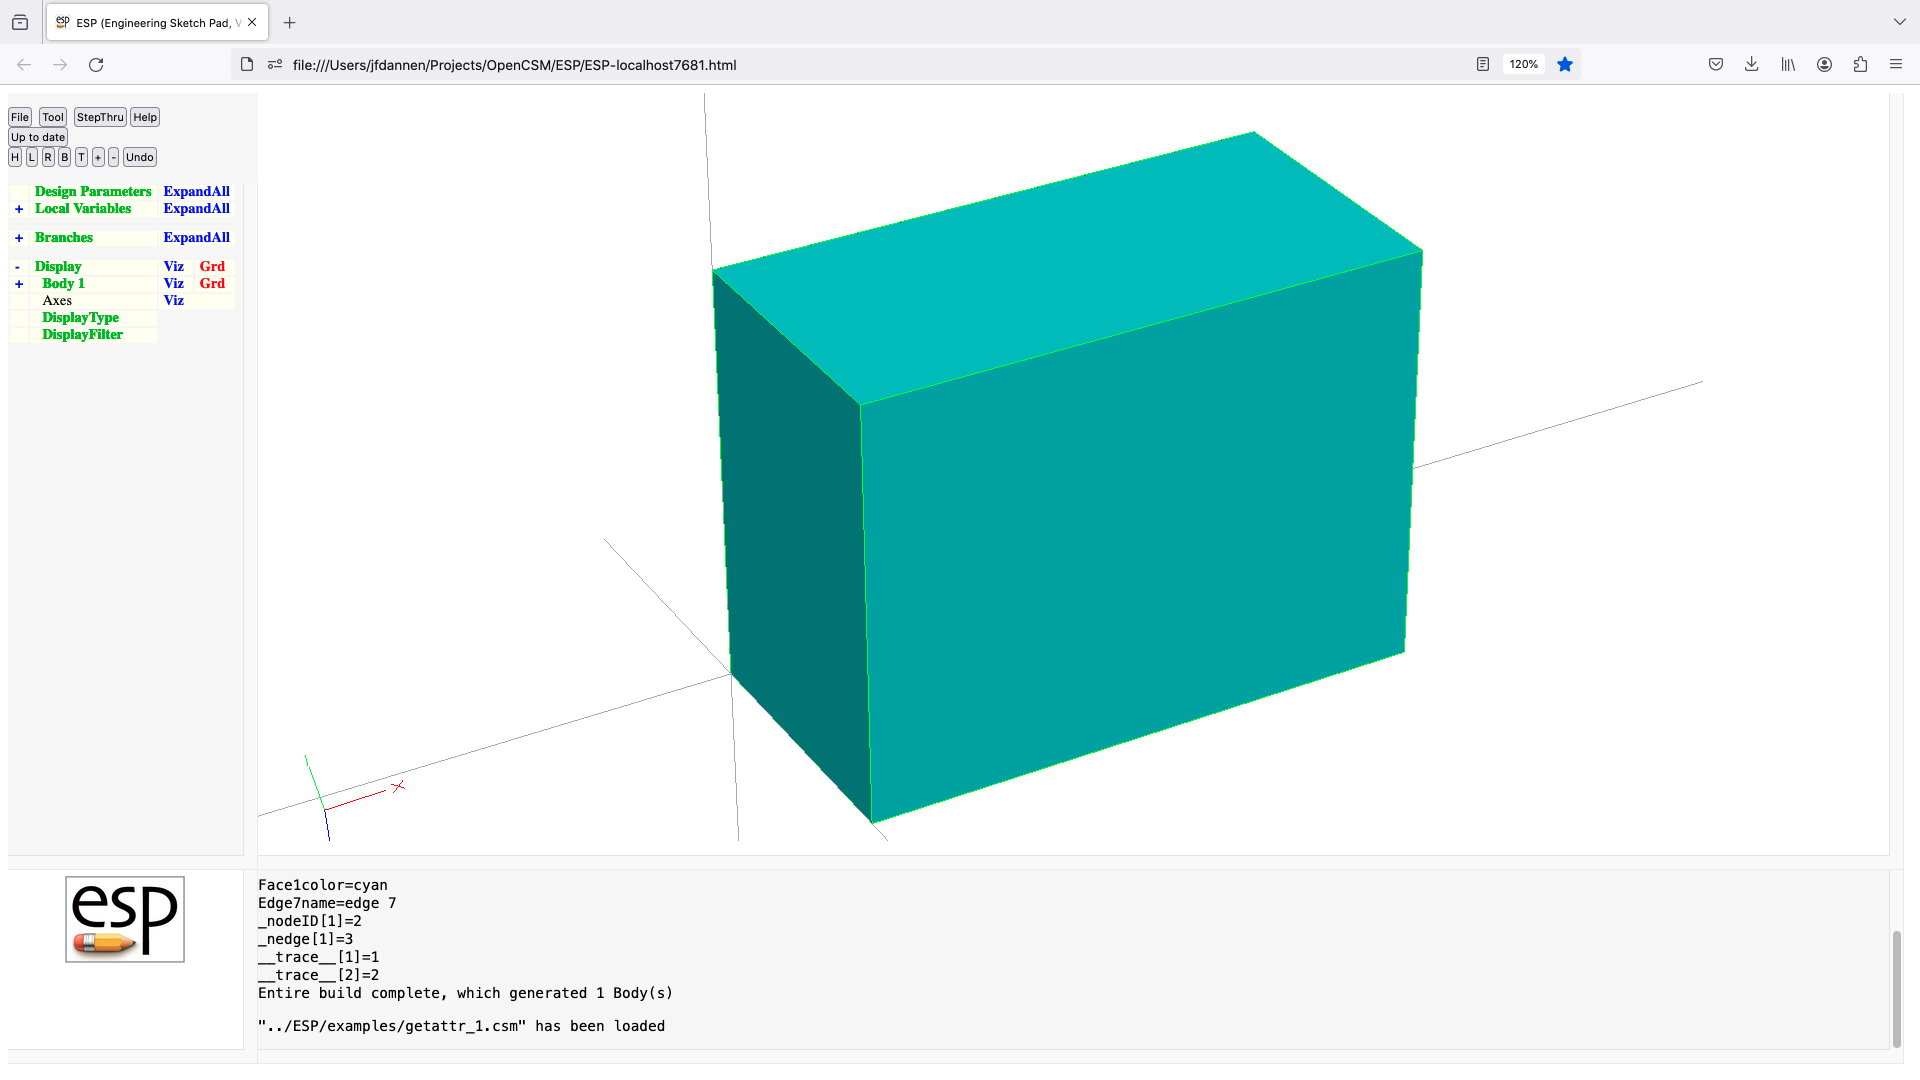 ESP (Engineering Sketch Pad, V
file:///Users/jfdannen/Projects/OpenCSM/ESP/ESP-localhost7681.html
120%
File Tool StepThru Help
Up to date
H L R B T + - Undo
Design Parameters ExpandAll
+ Local Variables ExpandAll
+ Branches ExpandAll
- Display Viz Grd
+ Body 1 Viz Grd
Axes Viz
DisplayType
DisplayFilter
X
esp
Face1color=cyan
Edge7name=edge 7
_nodeID[1]=2
_nedge[1]=3
__trace__[1]=1
__trace__[2]=2
Entire build complete, which generated 1 Body(s)
"../ESP/examples/getattr_1.csm" has been loaded